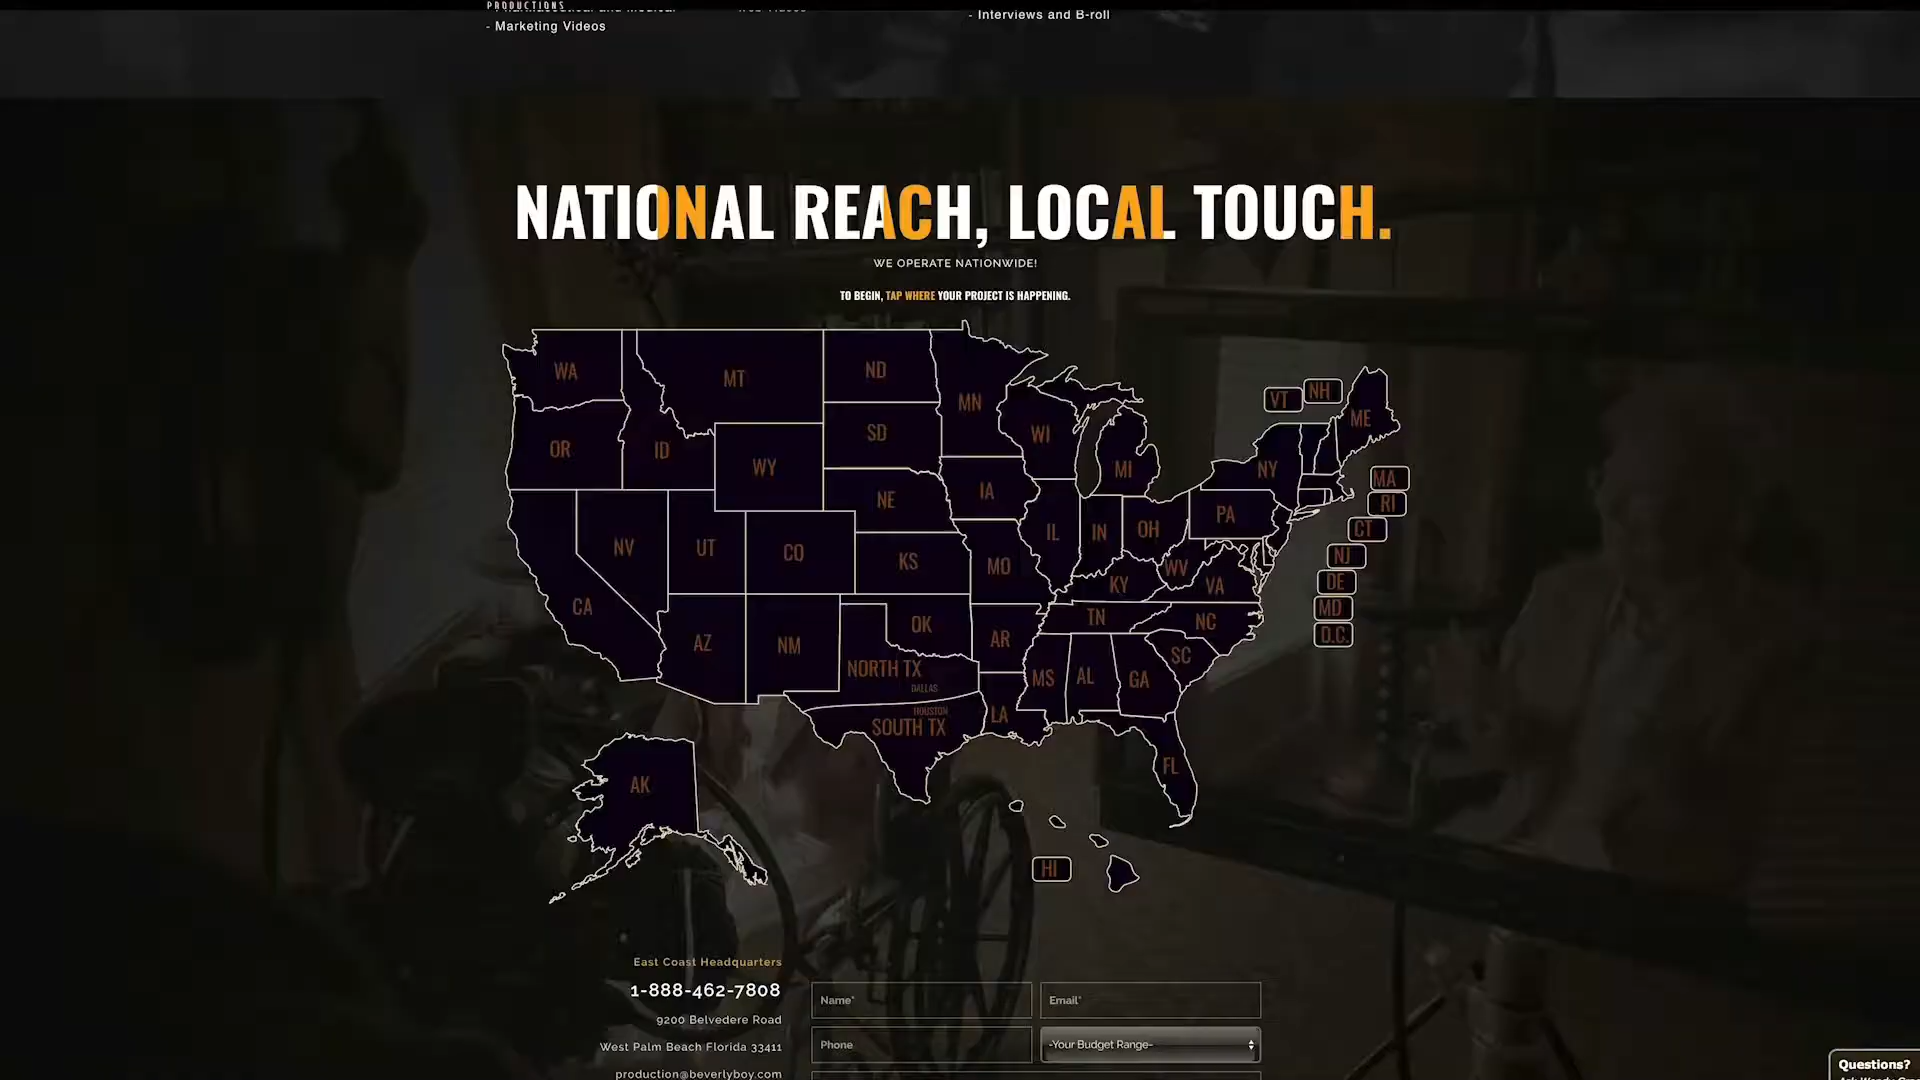 PRODUCTIONS
- Marketing Videos
- Interviews and B-roll
NATIONAL REACH, LOCAL TOUCH.
WE OPERATE NATIONWIDE!
TO BEGIN, TAP WHERE YOUR PROJECT IS HAPPENING.
WA
MT
ND
MN
VT
NH
ME
OR
ID
WY
SD
WI
MI
NY
MA
RI
NE
IA
IL
IN
OH
PA
CT
NV
UT
CO
KS
MO
KY
WV
VA
NJ
DE
MD
D.C.
CA
AZ
NM
OK
AR
TN
NC
SC
NORTH TX
DALLAS
HOUSTON
SOUTH TX
LA
MS
AL
GA
FL
AK
HI
East Coast Headquarters
1-888-462-7808
9200 Belvedere Road
West Palm Beach Florida 33411
production@beverlyboy.com
Name*
Email*
Phone
-Your Budget Range-
Questions?